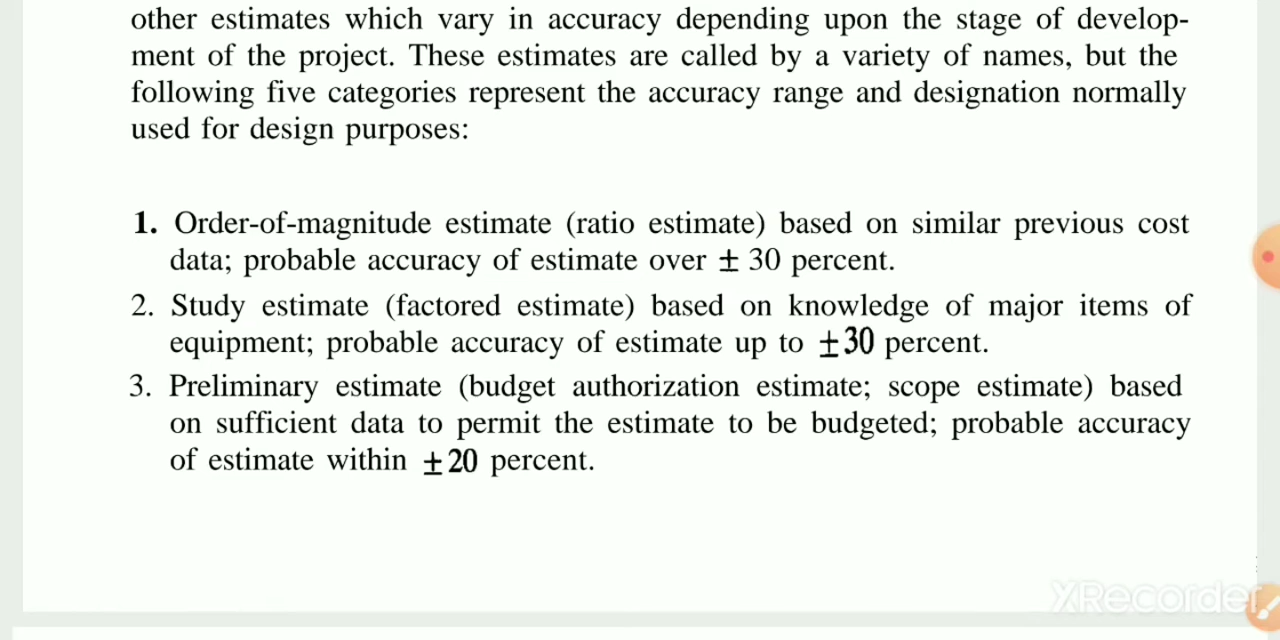 other estimates which vary in accuracy depending upon the stage of develop-
ment of the project. These estimates are called by a variety of names, but the
following five categories represent the accuracy range and designation normally
used for design purposes:
1. Order-of-magnitude estimate (ratio estimate) based on similar previous cost
data; probable accuracy of estimate over ± 30 percent.
2. Study estimate (factored estimate) based on knowledge of major items of
equipment; probable accuracy of estimate up to ±30 percent.
3. Preliminary estimate (budget authorization estimate; scope estimate) based
on sufficient data to permit the estimate to be budgeted; probable accuracy
of estimate within ±20 percent.
XRecorder